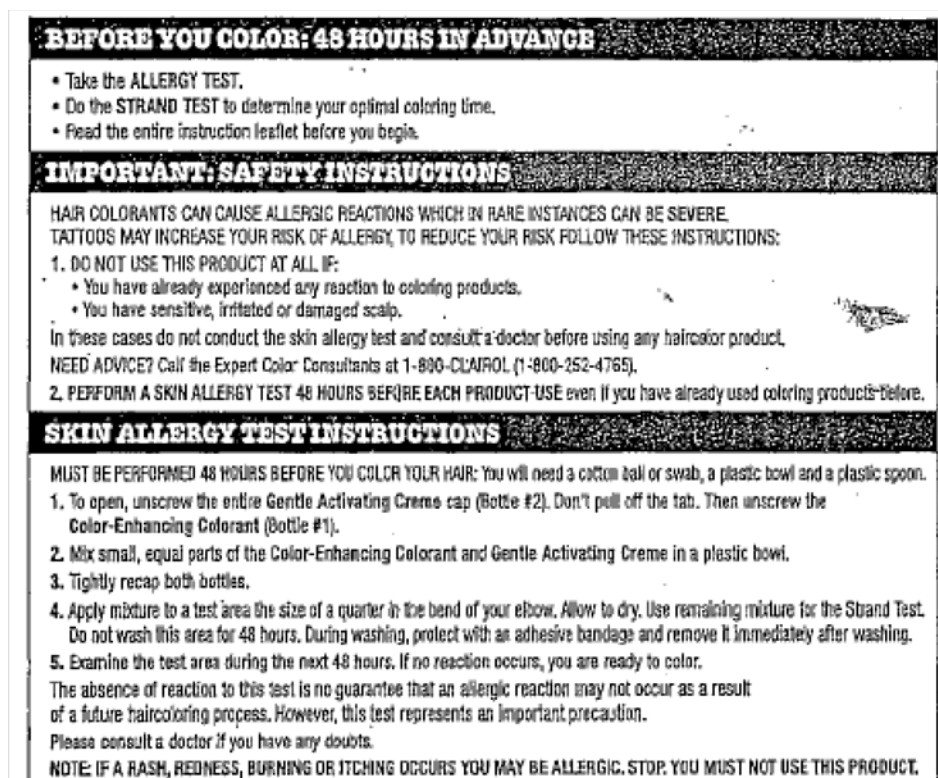 BEFORE YOU COLOR: 48 HOURS IN ADVANCE
• Take the ALLERGY TEST.
• Do the STRAND TEST to determine your optimal coloring time.
• Read the entire instruction leaflet before you begin.
IMPORTANT: SAFETY INSTRUCTIONS
HAIR COLORANTS CAN CAUSE ALLERGIC REACTIONS WHICH IN RARE INSTANCES CAN BE SEVERE.
TATTOOS MAY INCREASE YOUR RISK OF ALLERGY, TO REDUCE YOUR RISK FOLLOW THESE INSTRUCTIONS:
1. DO NOT USE THIS PRODUCT AT ALL IF:
• You have already experienced any reaction to coloring products.
• You have sensitive, irritated or damaged scalp.
In these cases do not conduct the skin allergy test and consult a doctor before using any haircolor product.
NEED ADVICE? Call the Expert Color Consultants at 1-800-CLAIROL (1-800-252-4765).
2. PERFORM A SKIN ALLERGY TEST 48 HOURS BEFORE EACH PRODUCT USE even if you have already used coloring products before.
SKIN ALLERGY TEST INSTRUCTIONS
MUST BE PERFORMED 48 HOURS BEFORE YOU COLOR YOUR HAIR: You will need a cotton ball or swab, a plastic bowl and a plastic spoon.
1. To open, unscrew the entire Gentle Activating Creme cap (Bottle #2). Don't pull off the tab. Then unscrew the
Color-Enhancing Colorant (Bottle #1).
2. Mix small, equal parts of the Color-Enhancing Colorant and Gentle Activating Creme in a plastic bowl.
3. Tightly recap both bottles.
4. Apply mixture to a test area the size of a quarter in the bend of your elbow. Allow to dry. Use remaining mixture for the Strand Test.
Do not wash this area for 48 hours. During washing, protect with an adhesive bandage and remove it immediately after washing.
5. Examine the test area during the next 48 hours. If no reaction occurs, you are ready to color.
The absence of reaction to this test is no guarantee that an allergic reaction may not occur as a result
of a future haircoloring process. However, this test represents an important precaution.
Please consult a doctor if you have any doubts.
NOTE: IF A RASH, REDNESS, BURNING OR ITCHING OCCURS YOU MAY BE ALLERGIC. STOP. YOU MUST NOT USE THIS PRODUCT.